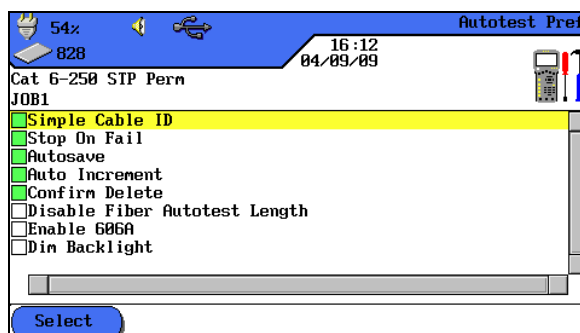 54%
Autotest Pref
828
16:12
04/09/09
Cat 6-250 STP Perm
JOB1
Simple Cable ID
Stop On Fail
Autosave
Auto Increment
Confirm Delete
Disable Fiber Autotest Length
Enable 606A
Dim Backlight
Select